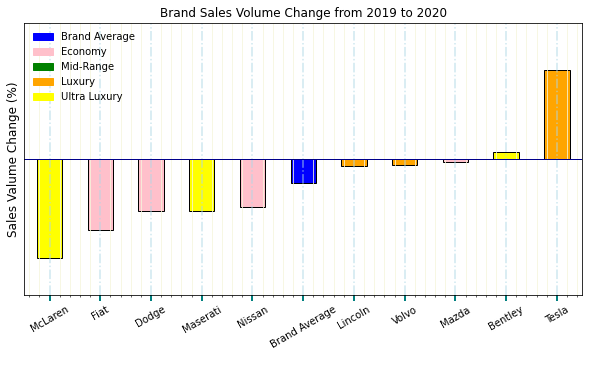 Brand Sales Volume Change from 2019 to 2020
Brand Average
Economy
Mid-Range
Luxury
Ultra Luxury
Sales Valume Change (%)
McLaren
Fiat
Dodge
Maserati
Nissan
Brand Average
Lincoln
Volvo
Mazda
Bentley
Tesla